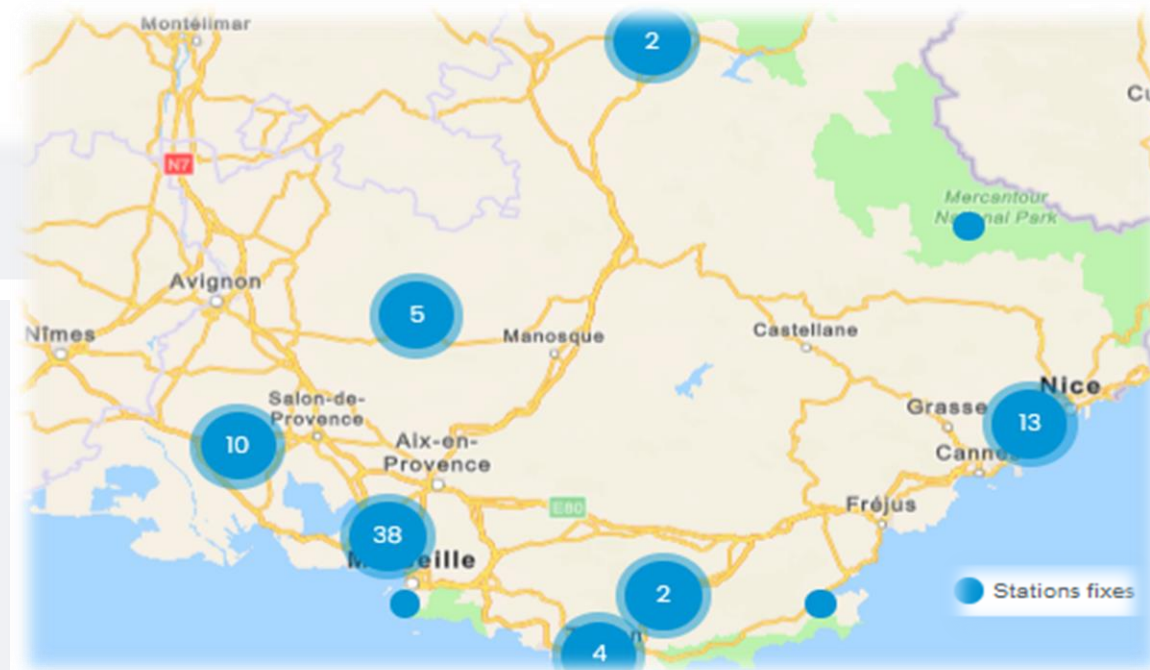 Montélimar
2
Cu
N7
Mercantour
National Park
Avignon
5
Nîmes
Manosque
Castellane
Nice
Salon-de-
Provence
Grasse
13
10
Aix-en-
Provence
Cannes
E80
Fréjus
38
Marseille
2
Stations fixes
4